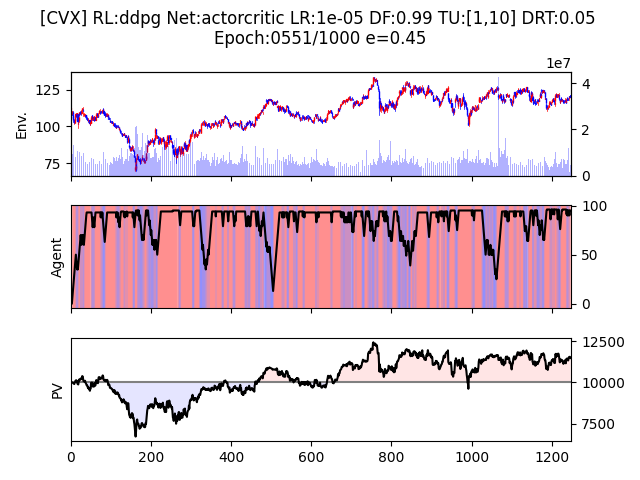 [CVX] RL:ddpg Net:actorcritic LR:1e-05 DF:0.99 TU:[1,10] DRT:0.05
Epoch:0551/1000 e=0.45
1e7
125
100
75
Env.
4
2
0
Agent
100
50
0
PV
12500
10000
7500
0 200 400 600 800 1000 1200